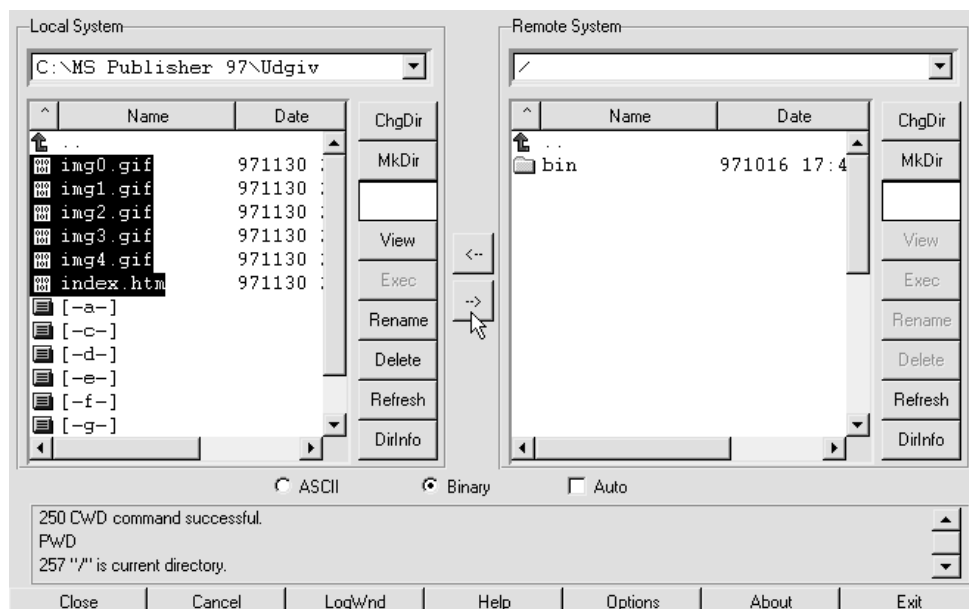 Local System
C:\MS Publisher 97\Udgiv
^ Name Date
..
img0.gif 971130
img1.gif 971130
img2.gif 971130
img3.gif 971130
img4.gif 971130
index.htm 971130
[-a-]
[-c-]
[-d-]
[-e-]
[-f-]
[-g-]
ChgDir
MkDir
View
Exec
Rename
Delete
Refresh
DirInfo
<--
-->
Remote System
/
^ Name Date
..
bin 971016 17:4
ChgDir
MkDir
View
Exec
Rename
Delete
Refresh
DirInfo
ASCII Binary Auto
250 CWD command successful.
PWD
257 "/" is current directory.
Close Cancel LogWnd Help Options About Exit